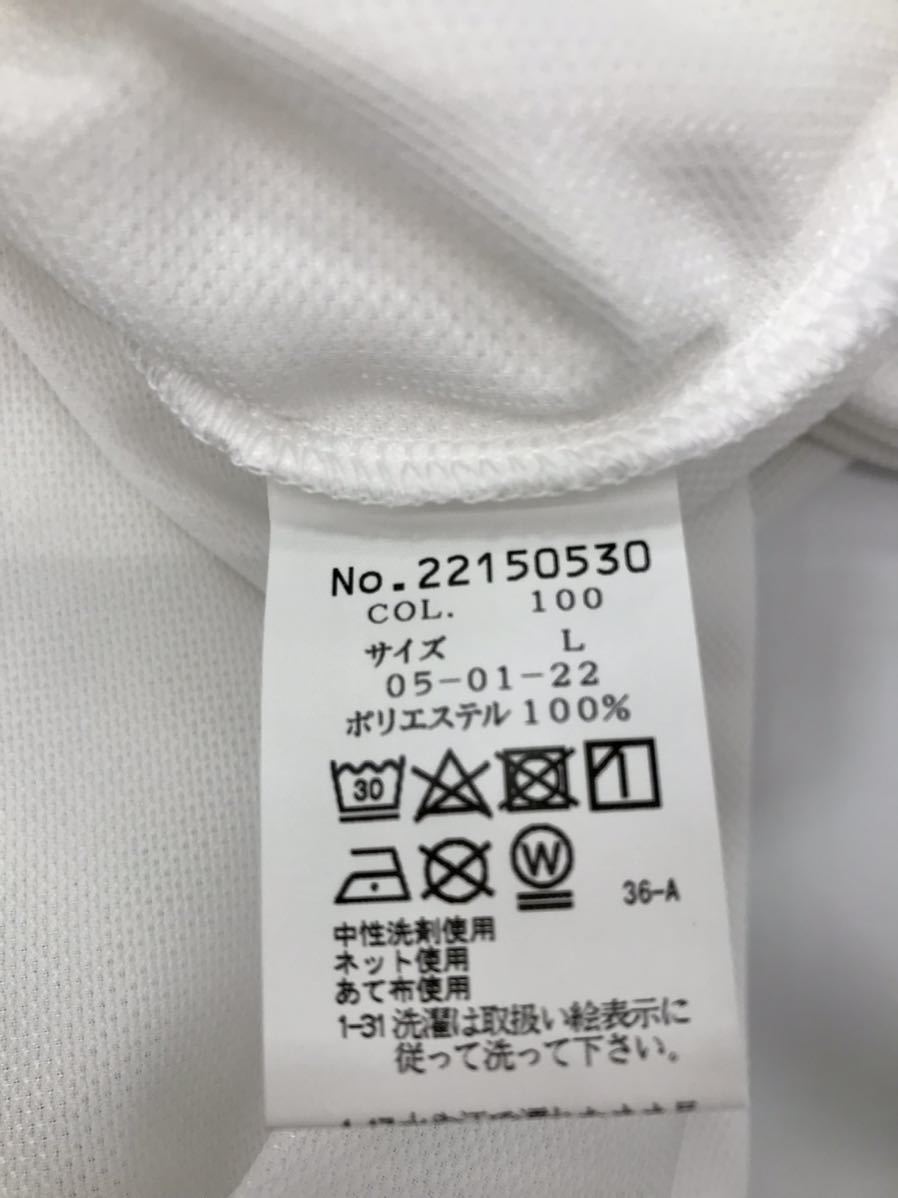 No.22150530
COL. 100
サイズ L
05-01-22
ポリエステル100%
30
W
36-A
中性洗剤使用
ネット使用
あて布使用
1-31 洗濯は取扱い絵表示に
従って洗って下さい。